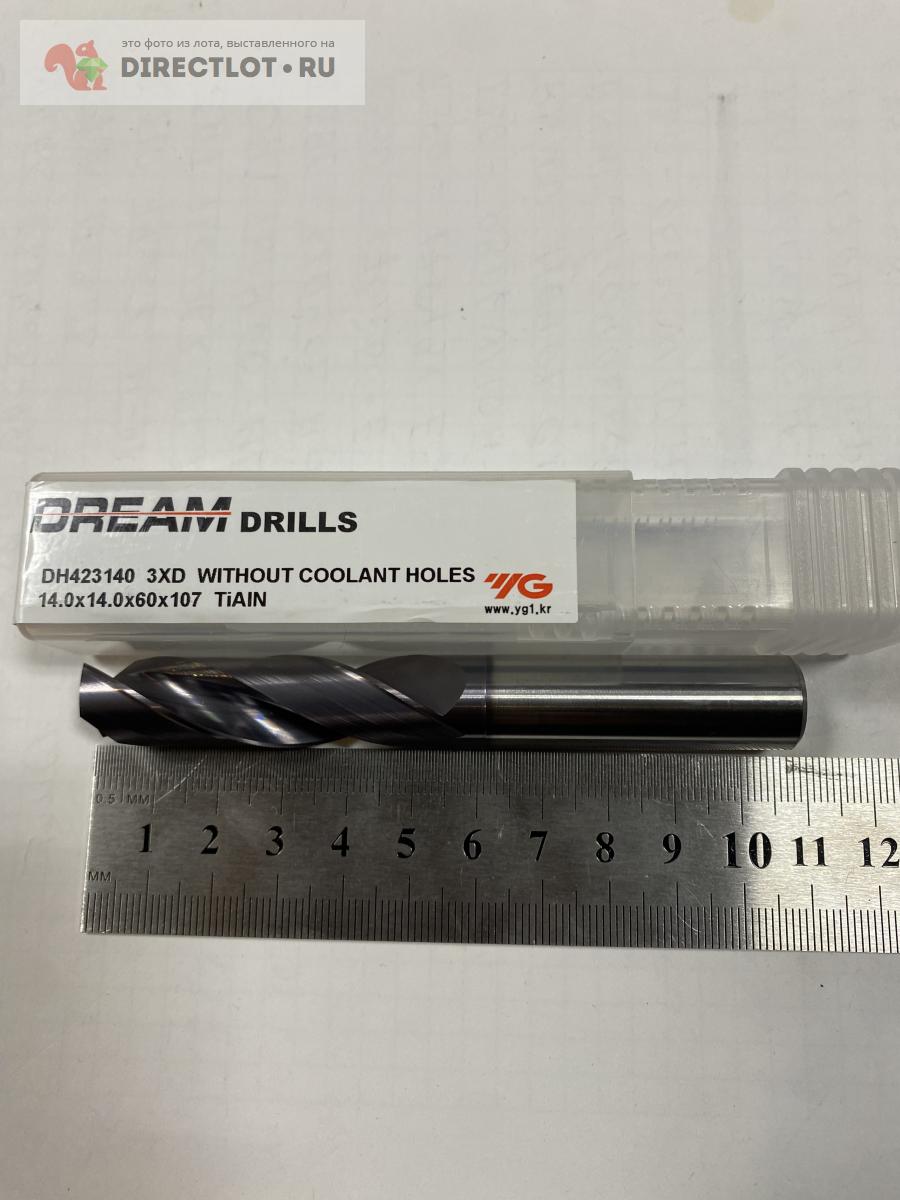 это фото из лота, выставленного на
DIRECTLOT•RU
DREAM DRILLS
DH423140 3XD WITHOUT COOLANT HOLES
14.0x14.0x60x107 TiAlN
YG
www.yg1.kr
0.5 MM
1 2 3 4 5 6 7 8 9 10 11 12
MM